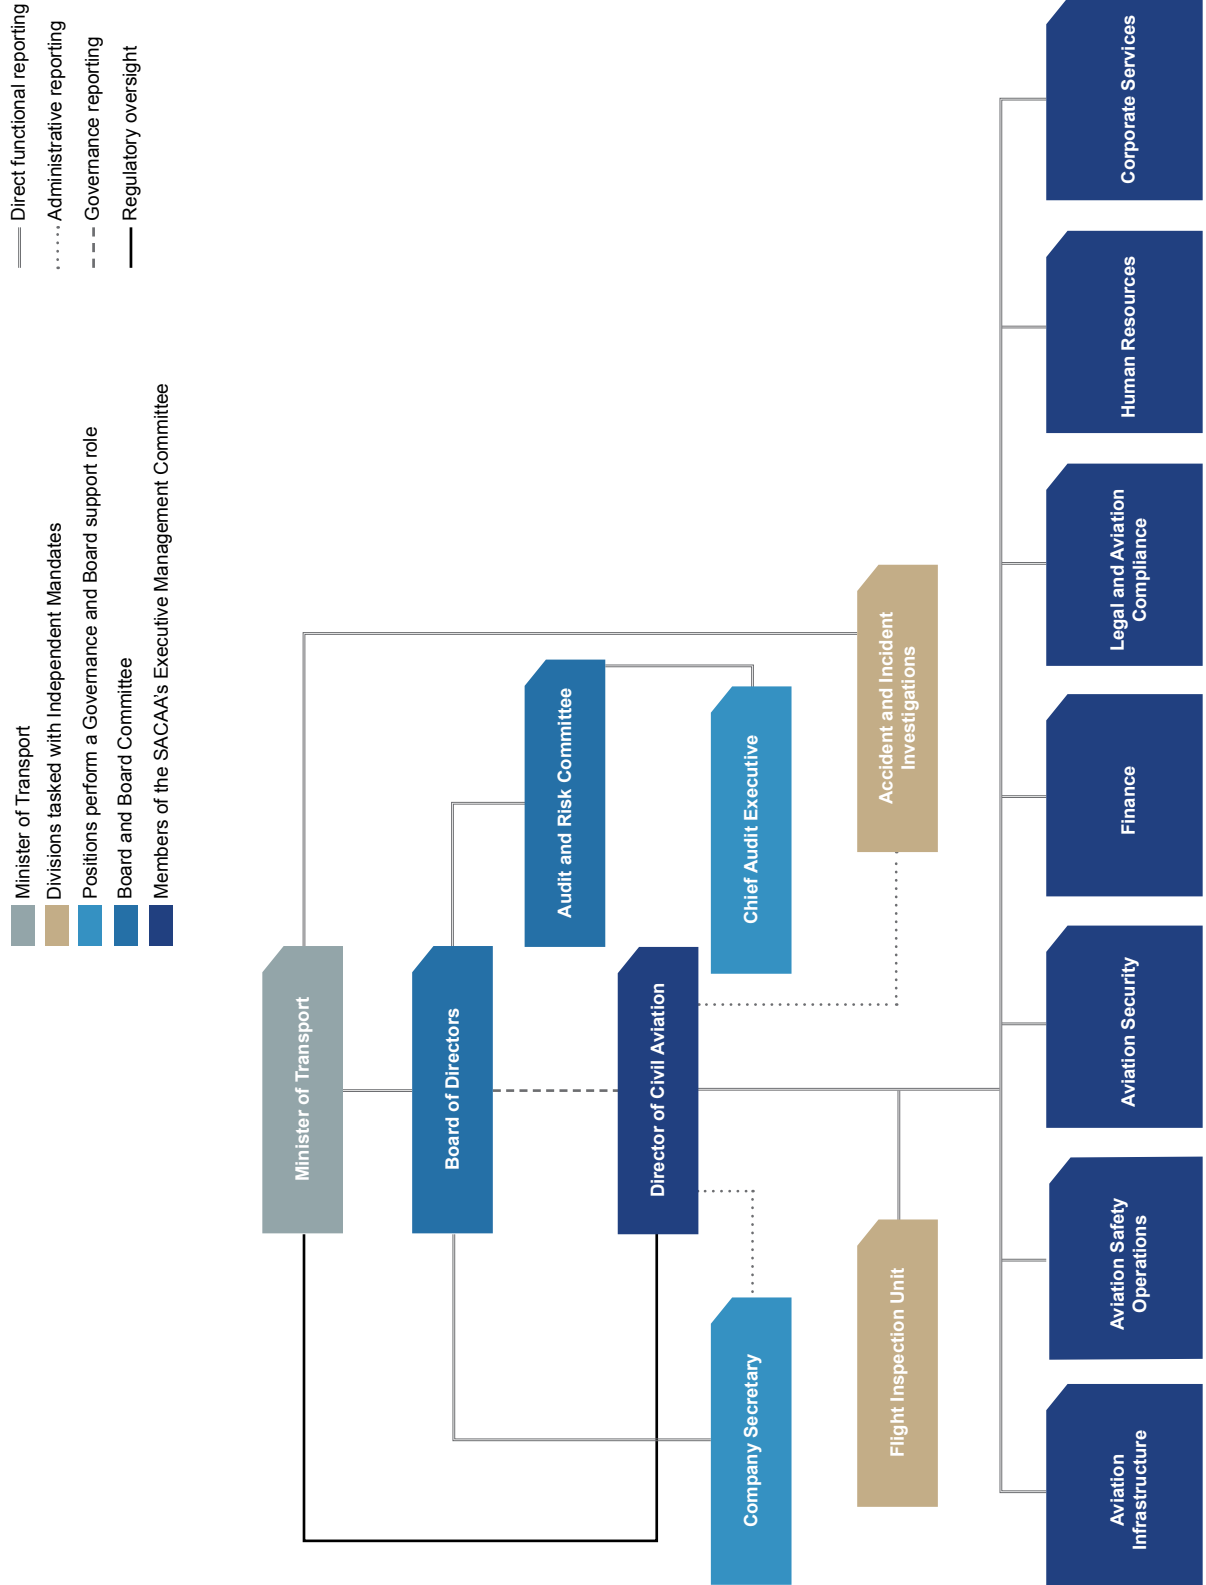 Minister of Transport
Divisions tasked with Independent Mandates
Positions perform a Governance and Board support role
Board and Board Committee
Members of the SACAA's Executive Management Committee
Direct functional reporting
Administrative reporting
Governance reporting
Regulatory oversight
Minister of Transport
Board of Directors
Audit and Risk Committee
Director of Civil Aviation
Company Secretary
Chief Audit Executive
Flight Inspection Unit
Accident and Incident
Investigations
Aviation
Infrastructure
Aviation Safety
Operations
Aviation Security
Finance
Legal and Aviation
Compliance
Human Resources
Corporate Services